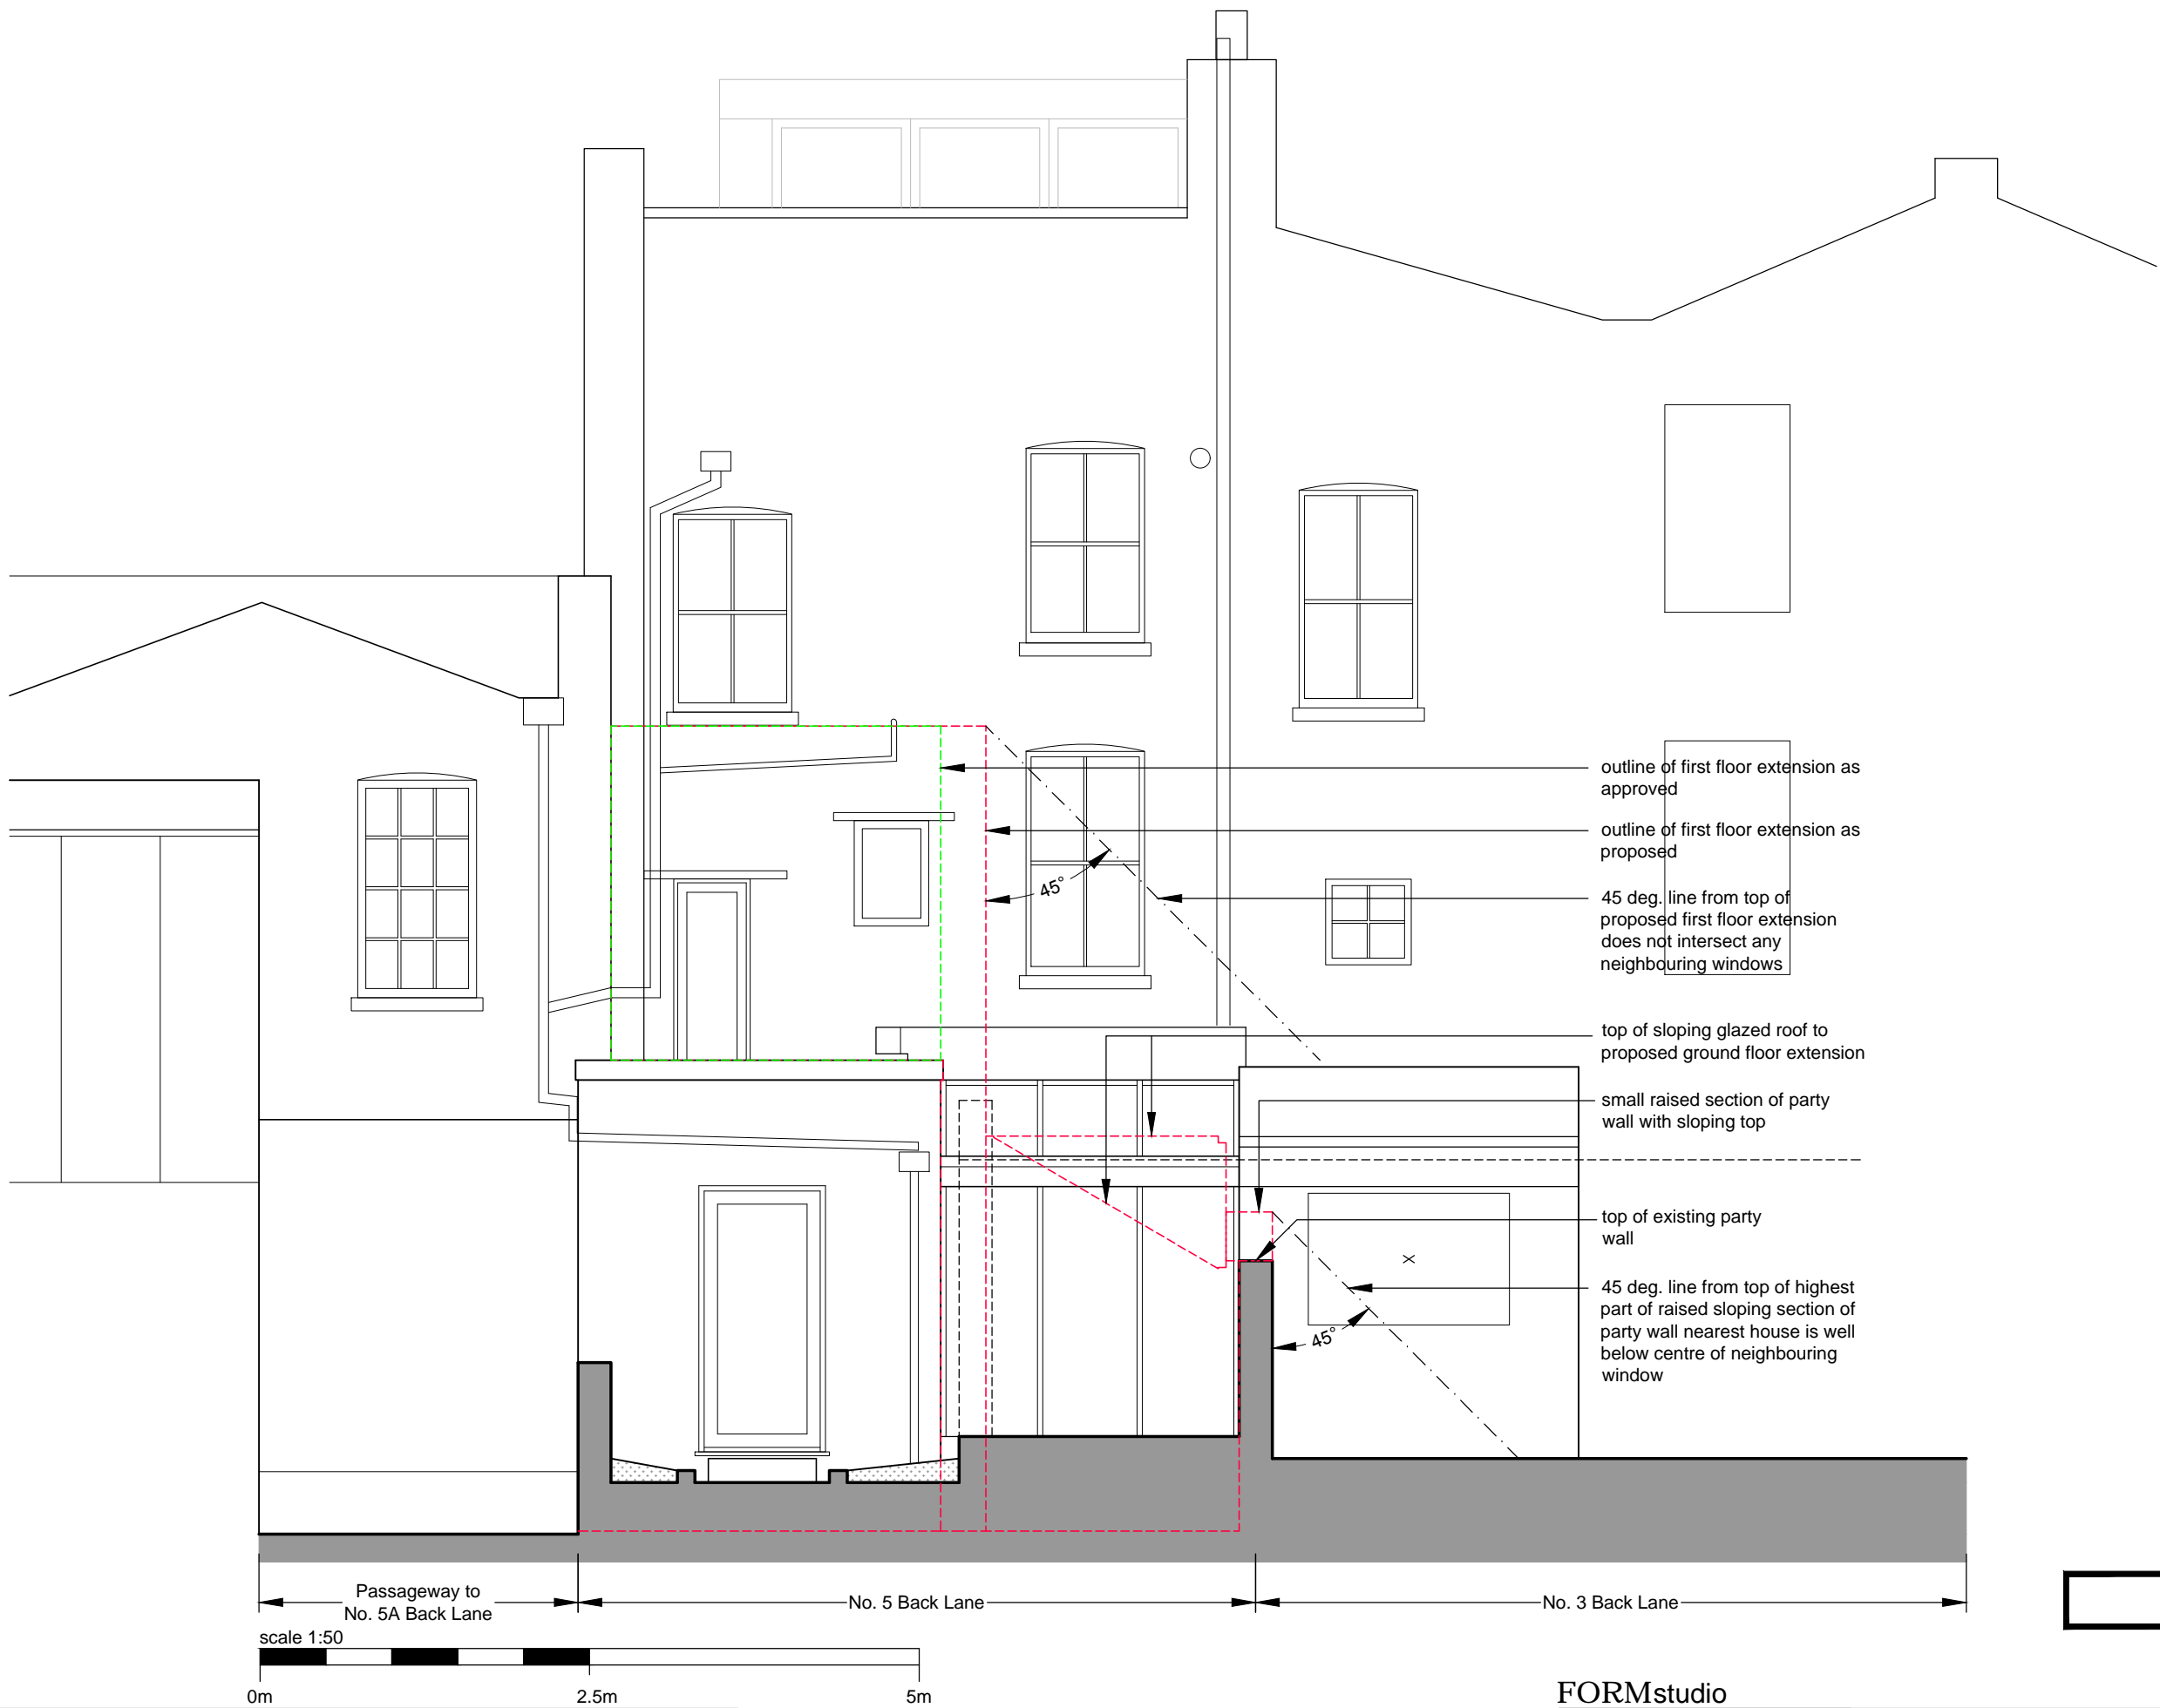 outline of first floor extension as
approved
outline of first floor extension as
proposed
45°
45 deg. line from top of
proposed first floor extension
does not intersect any
neighbouring windows
top of sloping glazed roof to
proposed ground floor extension
small raised section of party
wall with sloping top
top of existing party
wall
X
45 deg. line from top of highest
part of raised sloping section of
party wall nearest house is well
below centre of neighbouring
window
45°
Passageway to
No. 5A Back Lane
No. 5 Back Lane
No. 3 Back Lane
scale 1:50
0m
2.5m
5m
FORMstudio